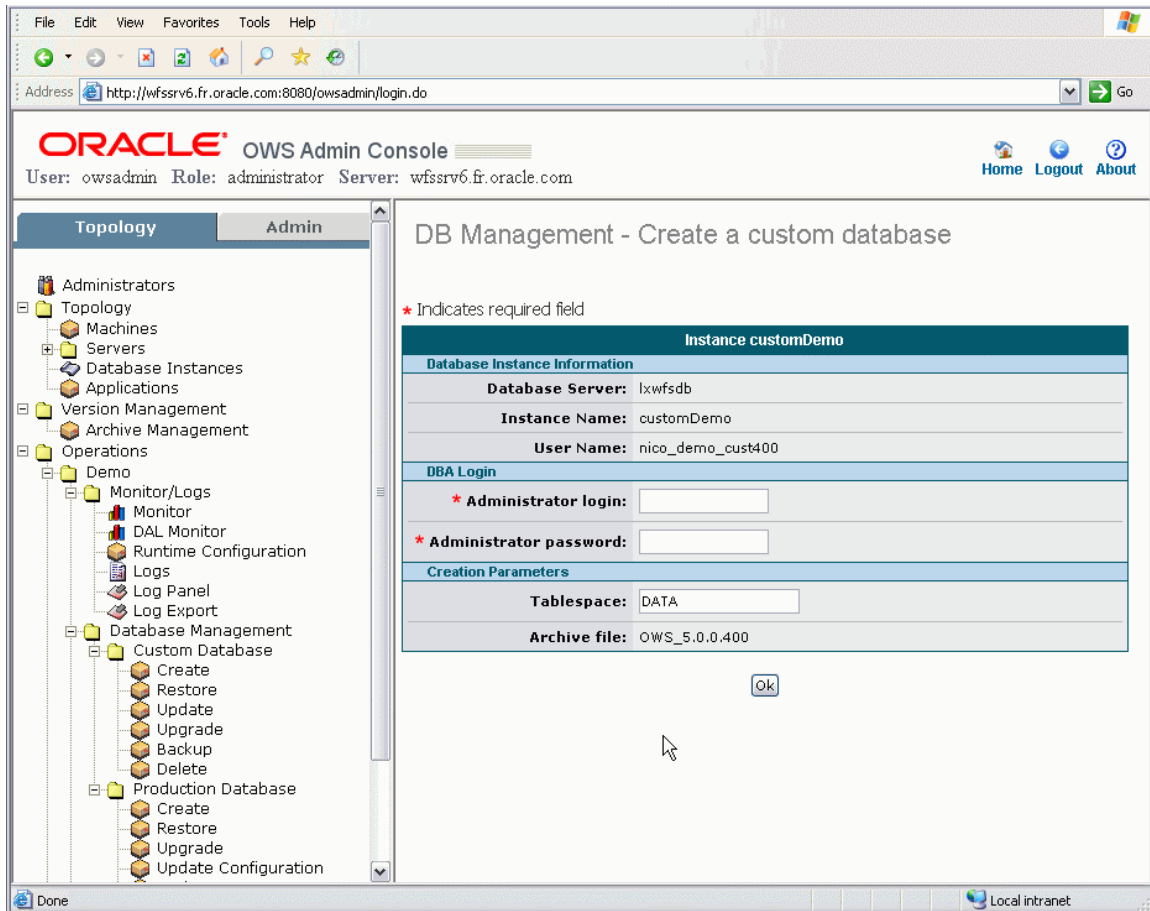 File Edit View Favorites Tools Help
Address http://wfssrv6.fr.oracle.com:8080/owsadmin/login.do Go
ORACLE OWS Admin Console
User: owsadmin Role: administrator Server: wfssrv6.fr.oracle.com
Home Logout About
Topology Admin
Administrators
Topology
Machines
Servers
Database Instances
Applications
Version Management
Archive Management
Operations
Demo
Monitor/Logs
Monitor
DAL Monitor
Runtime Configuration
Logs
Log Panel
Log Export
Database Management
Custom Database
Create
Restore
Update
Upgrade
Backup
Delete
Production Database
Create
Restore
Upgrade
Update Configuration
DB Management - Create a custom database
* Indicates required field
Instance customDemo
Database Instance Information
Database Server: lxwfsdb
Instance Name: customDemo
User Name: nico_demo_cust400
DBA Login
* Administrator login:
* Administrator password:
Creation Parameters
Tablespace: DATA
Archive file: OWS_5.0.0.400
Ok
Done Local intranet